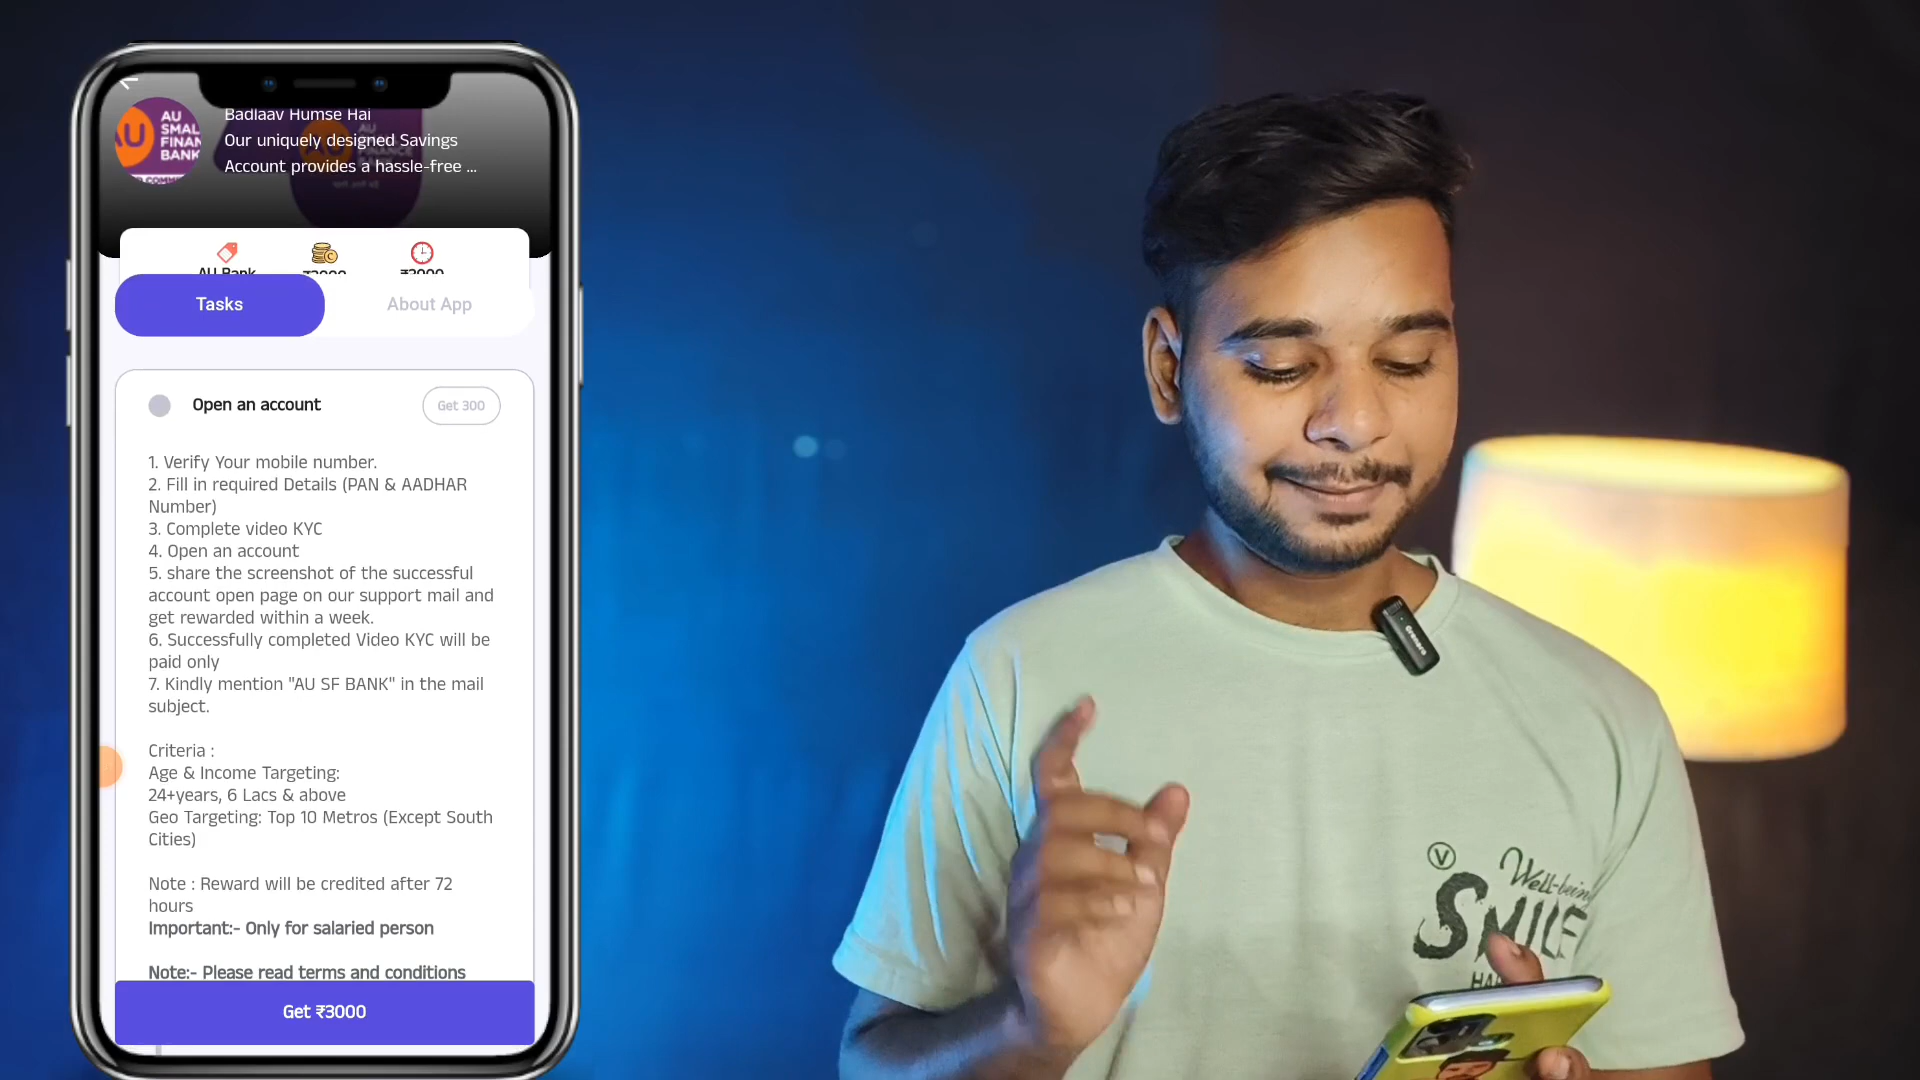 Badlaav Humse Hai
Our uniquely designed Savings
Account provides a hassle-free ...
AU
SMAL
FINAN
BANK
AU Bank
₹3000
₹3000
Tasks
About App
Open an account
Get 300
1. Verify Your mobile number.
2. Fill in required Details (PAN & AADHAR
Number)
3. Complete video KYC
4. Open an account
5. share the screenshot of the successful
account open page on our support mail and
get rewarded within a week.
6. Successfully completed Video KYC will be
paid only
7. Kindly mention "AU SF BANK" in the mail
subject.
Criteria :
Age & Income Targeting:
24+years, 6 Lacs & above
Geo Targeting: Top 10 Metros (Except South
Cities)
Note : Reward will be credited after 72
hours
Important:- Only for salaried person
Note:- Please read terms and conditions
Get ₹3000
V
Well-being
SMILE